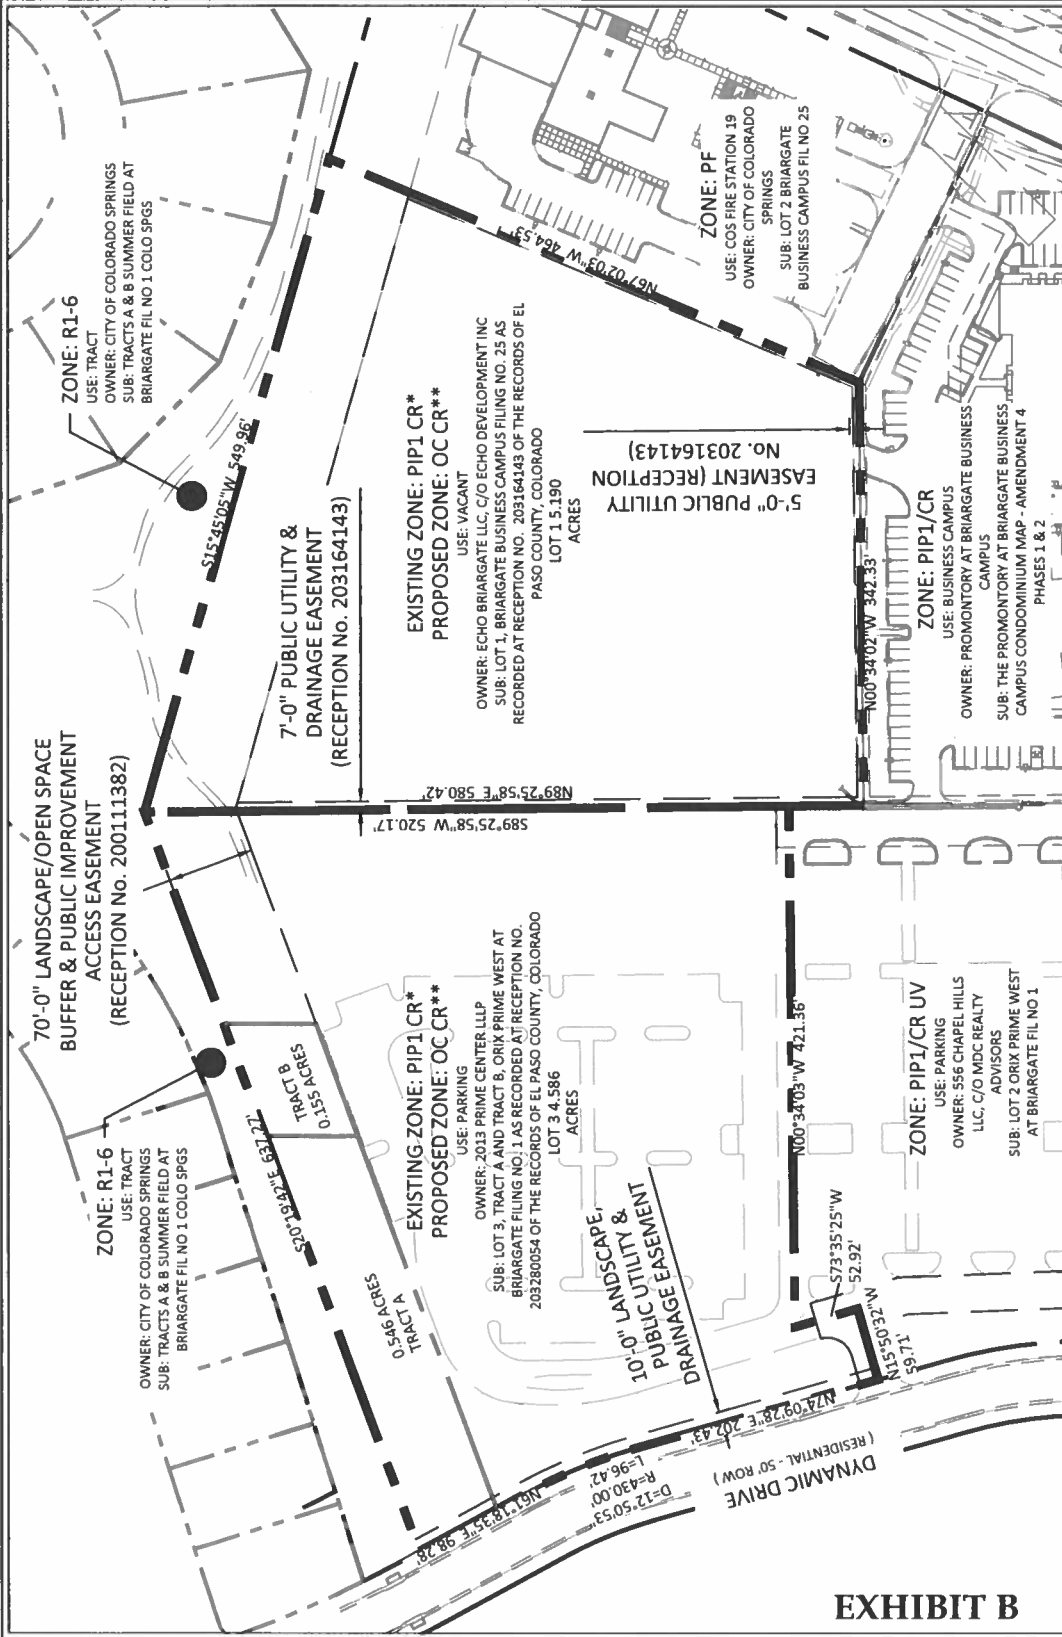 70'-0" LANDSCAPE/OPEN SPACE
BUFFER & PUBLIC IMPROVEMENT
ACCESS EASEMENT
(RECEPTION No. 200111382)
ZONE: R1-6
USE: TRACT
OWNER: CITY OF COLORADO SPRINGS
SUB: TRACTS A & B SUMMER FIELD AT
BRIARGATE FIL NO 1 COLO SPGS
ZONE: R1-6
USE: TRACT
OWNER: CITY OF COLORADO SPRINGS
SUB: TRACTS A & B SUMMER FIELD AT
BRIARGATE FIL NO 1 COLO SPGS
S15°45'05"W 549.96'
S20°19'42"E 637.27'
TRACT B
0.155 ACRES
0.546 ACRES
TRACT A
7'-0" PUBLIC UTILITY &
DRAINAGE EASEMENT
(RECEPTION No. 203164143)
N89°25'58"E 580.42'
S89°25'58"W 520.17'
EXISTING ZONE: PIP1 CR*
PROPOSED ZONE: OC CR**
USE: VACANT
OWNER: ECHO BRIARGATE LLC, C/O ECHO DEVELOPMENT INC
SUB: LOT 1, BRIARGATE BUSINESS CAMPUS FILING NO. 25 AS
RECORDED AT RECEPTION NO. 203164143 OF THE RECORDS OF EL
PASO COUNTY, COLORADO
LOT 1 5.190
ACRES
N67°02'03"W 464.53'
5'-0" PUBLIC UTILITY
EASEMENT (RECEPTION
No. 203164143)
ZONE: PF
USE: COS FIRE STATION 19
OWNER: CITY OF COLORADO
SPRINGS
SUB: LOT 2 BRIARGATE
BUSINESS CAMPUS FIL NO 25
EXISTING ZONE: PIP1 CR*
PROPOSED ZONE: OC CR**
USE: PARKING
OWNER: 2013 PRIME CENTER LLLP
SUB: LOT 3, TRACT A AND TRACT B, ORIX PRIME WEST AT
BRIARGATE FILING NO. 1 AS RECORDED AT RECEPTION NO.
203280054 OF THE RECORDS OF EL PASO COUNTY, COLORADO
LOT 3 4.586
ACRES
10'-0" LANDSCAPE,
PUBLIC UTILITY &
DRAINAGE EASEMENT
N00°34'03"W 421.36'
N00°34'02"W 342.33'
ZONE: PIP1/CR
USE: BUSINESS CAMPUS
OWNER: PROMONTORY AT BRIARGATE BUSINESS
CAMPUS
SUB: THE PROMONTORY AT BRIARGATE BUSINESS
CAMPUS CONDOMINIUM MAP - AMENDMENT 4
PHASES 1 & 2
ZONE: PIP1/CR UV
USE: PARKING
OWNER: 556 CHAPEL HILLS
LLC, C/O MDC REALTY
ADVISORS
SUB: LOT 2 ORIX PRIME WEST
AT BRIARGATE FIL NO 1
S73°35'25"W
52.92'
N15°50'32"W
59.71'
N74°09'28"E 202.43'
D=12°50'53"
R=430.00'
L=96.42'
N61°18'35"E 98.28'
DYNAMIC DRIVE
( RESIDENTIAL - 50' ROW )
EXHIBIT B